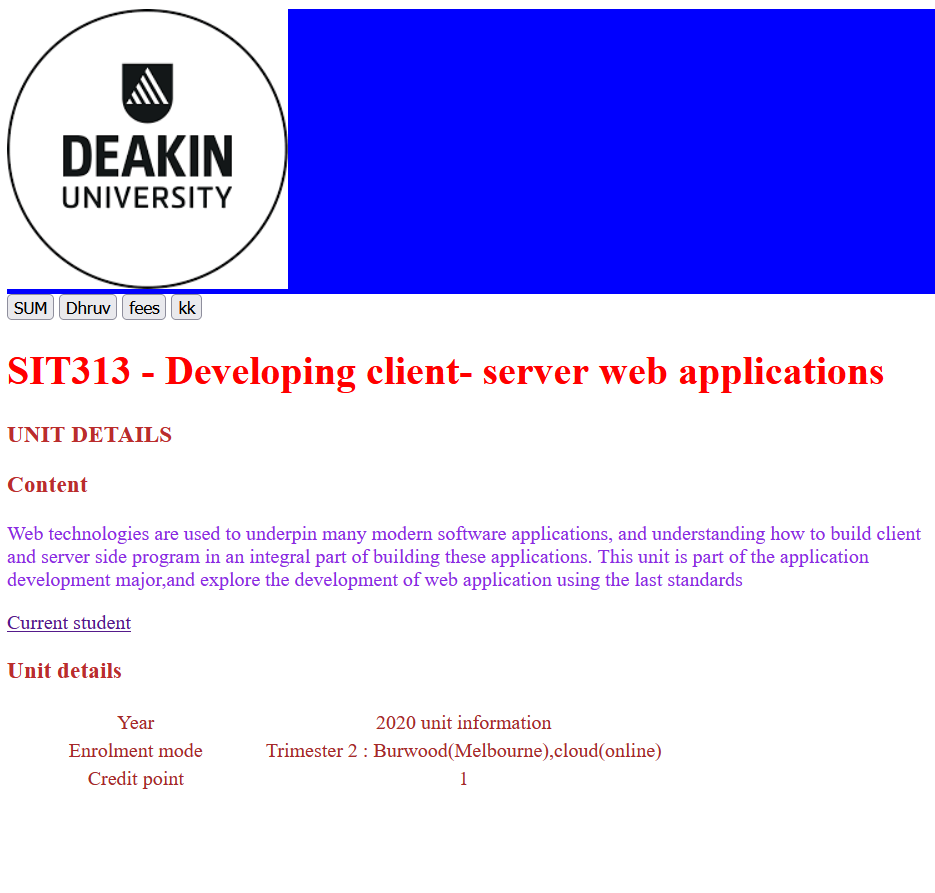 DEAKIN
UNIVERSITY
SUM Dhruv fees kk
SIT313 - Developing client- server web applications
UNIT DETAILS
Content
Web technologies are used to underpin many modern software applications, and understanding how to build client
and server side program in an integral part of building these applications. This unit is part of the application
development major,and explore the development of web application using the last standards
Current student
Unit details
Year 2020 unit information
Enrolment mode Trimester 2 : Burwood(Melbourne),cloud(online)
Credit point 1